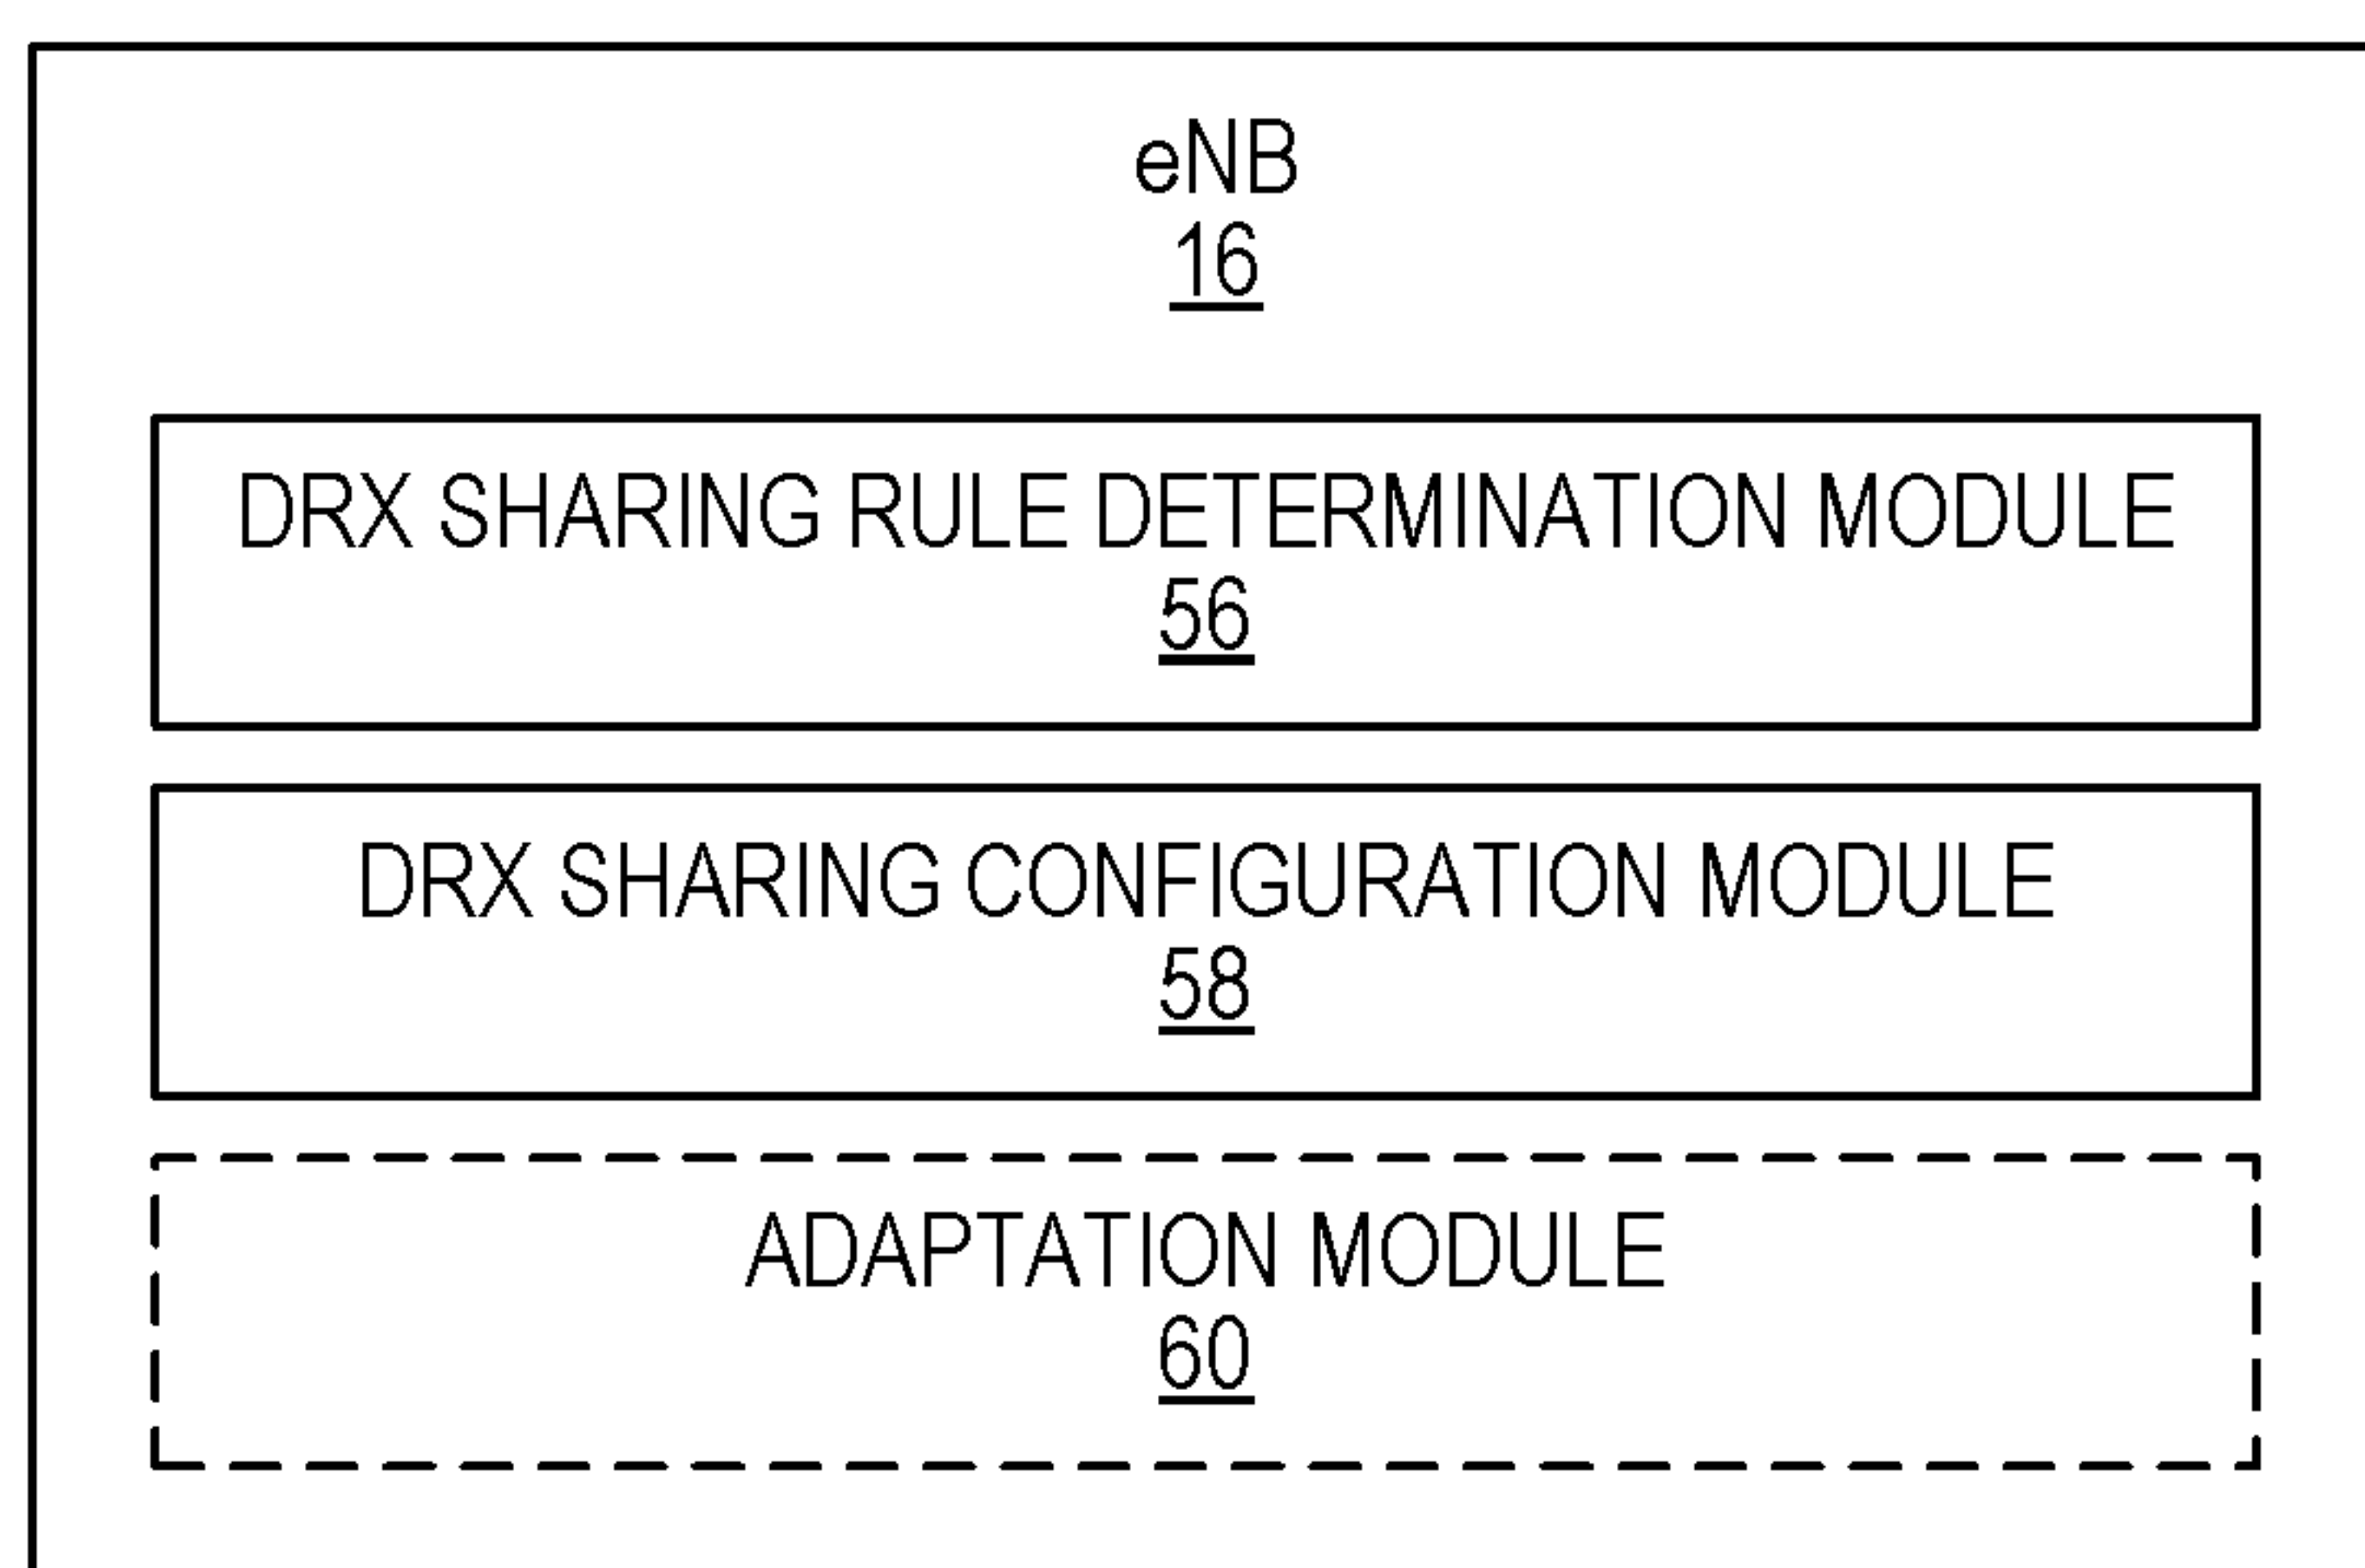 eNB
16
DRX SHARING RULE DETERMINATION MODULE
56
DRX SHARING CONFIGURATION MODULE
58
ADAPTATION MODULE
60